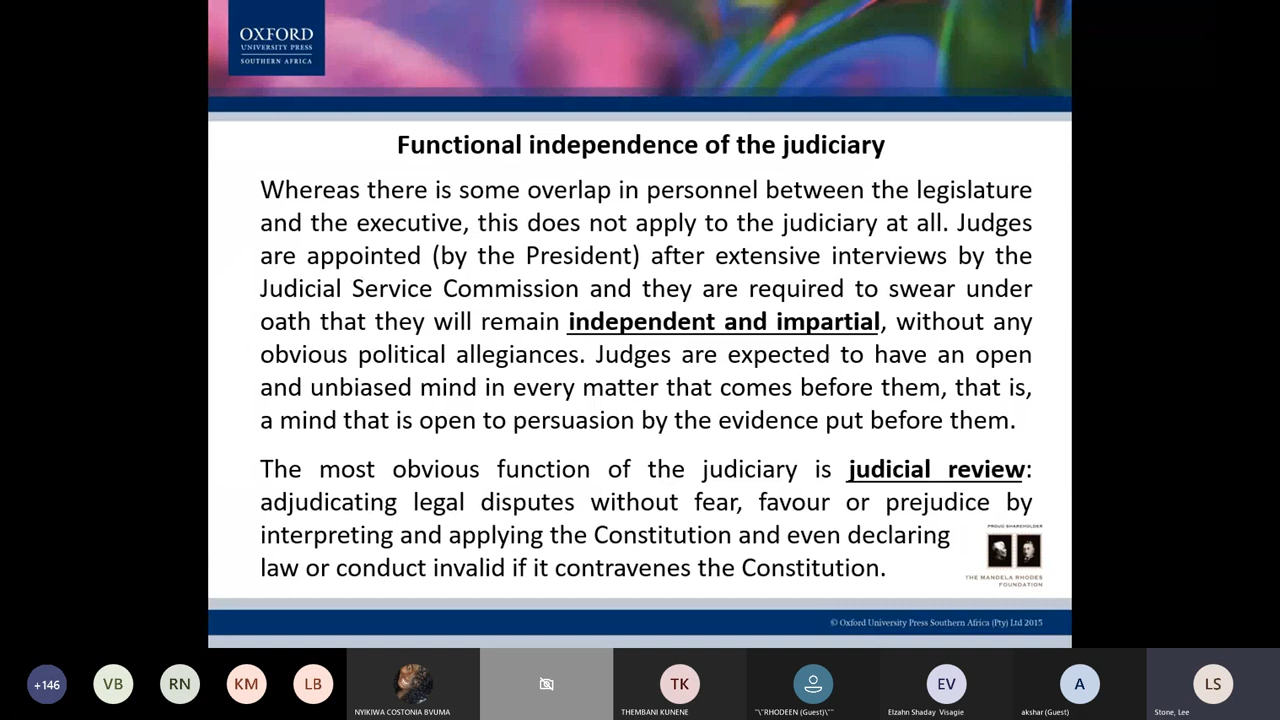 OXFORD
UNIVERSITY PRESS
SOUTHERN AFRICA
Functional independence of the judiciary
Whereas there is some overlap in personnel between the legislature
and the executive, this does not apply to the judiciary at all. Judges
are appointed (by the President) after extensive interviews by the
Judicial Service Commission and they are required to swear under
oath that they will remain independent and impartial, without any
obvious political allegiances. Judges are expected to have an open
and unbiased mind in every matter that comes before them, that is,
a mind that is open to persuasion by the evidence put before them.
The most obvious function of the judiciary is judicial review:
adjudicating legal disputes without fear, favour or prejudice by
interpreting and applying the Constitution and even declaring
law or conduct invalid if it contravenes the Constitution.
PROUD SHAREHOLDER
THE MANDELA RHODES
FOUNDATION
© Oxford University Press Southern Africa (Pty) Ltd 2015
+146
VB
RN
KM
LB
NYIKIWA COSTONIA BVUMA
TK
THEMBANI KUNENE
"\"RHODEEN (Guest)\""
EV
Elzahn Shaday Visagie
A
akshar (Guest)
LS
Stone, Lee